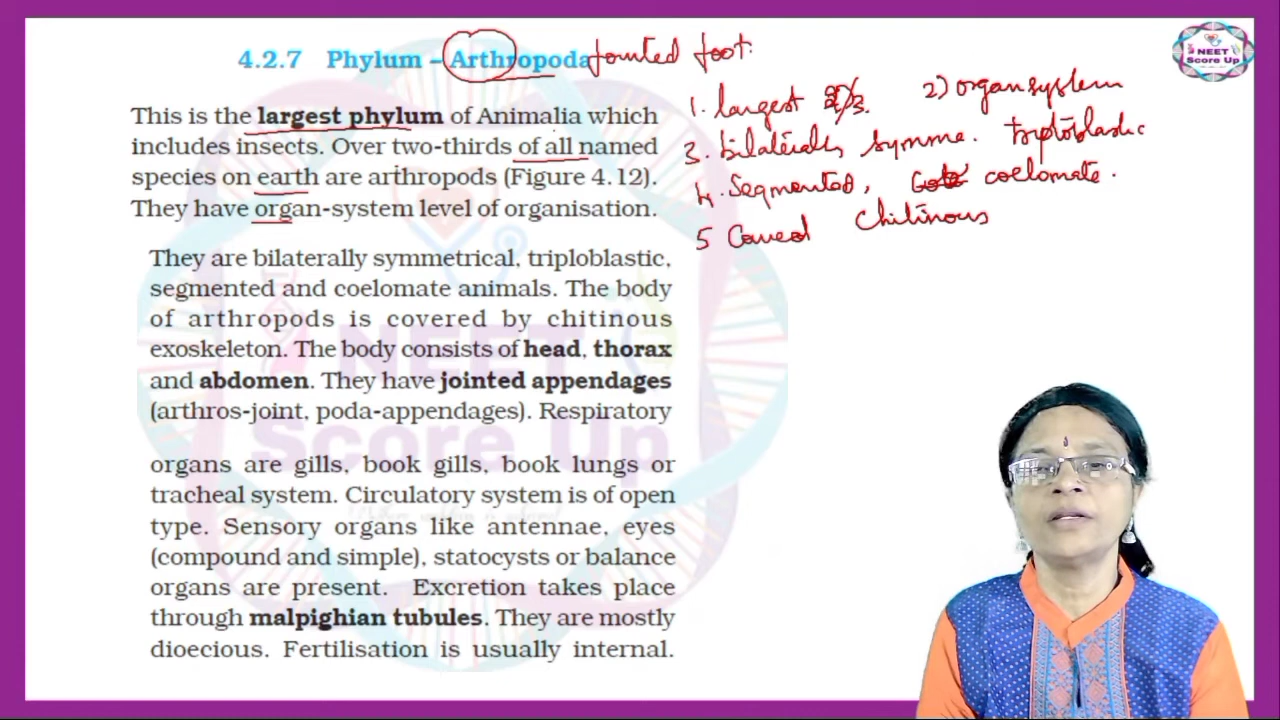 4.2.7 Phylum – Arthropoda jointed foot.
This is the largest phylum of Animalia which
includes insects. Over two-thirds of all named
species on earth are arthropods (Figure 4.12).
They have organ-system level of organisation.
They are bilaterally symmetrical, triploblastic,
segmented and coelomate animals. The body
of arthropods is covered by chitinous
exoskeleton. The body consists of head, thorax
and abdomen. They have jointed appendages
(arthros-joint, poda-appendages). Respiratory
organs are gills, book gills, book lungs or
tracheal system. Circulatory system is of open
type. Sensory organs like antennae, eyes
(compound and simple), statocysts or balance
organs are present. Excretion takes place
through malpighian tubules. They are mostly
dioecious. Fertilisation is usually internal.
1. largest 2) organsystem
3. bilaterally symme.
4. Segmented, coelomate.
5 Chitinous
NEET
Score Up
NEET
Score Up